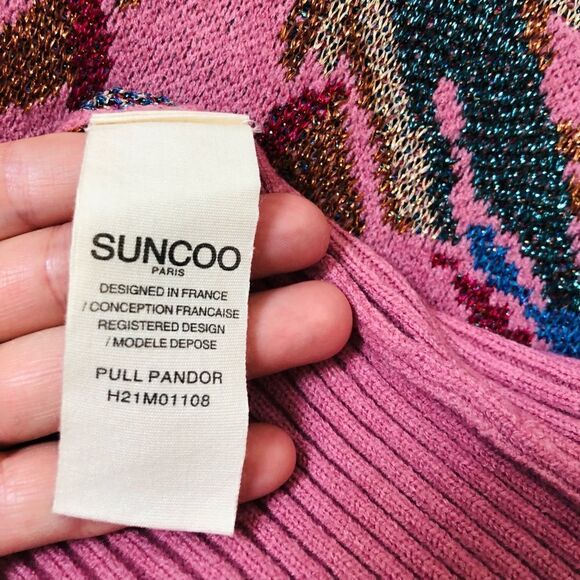 SUNCOO
PARIS
DESIGNED IN FRANCE
/ CONCEPTION FRANCAISE
REGISTERED DESIGN
/ MODELE DEPOSE
PULL PANDOR
H21M01108